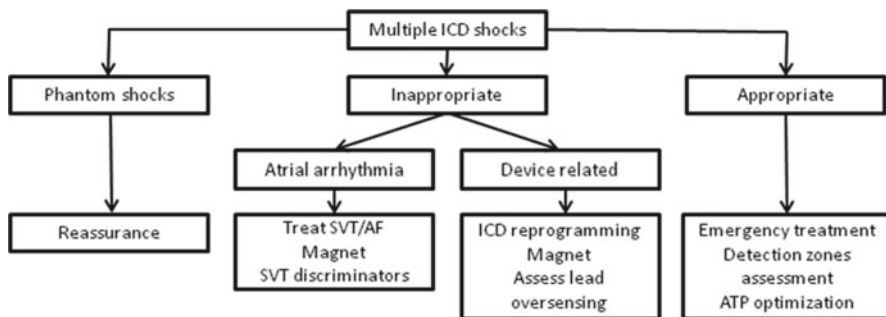 Multiple ICD shocks
Phantom shocks
Inappropriate
Appropriate
Atrial arrhythmia
Device related
Reassurance
Treat SVT/AF
Magnet
SVT discriminators
ICD reprogramming
Magnet
Assess lead
oversensing
Emergency treatment
Detection zones
assessment
ATP optimization